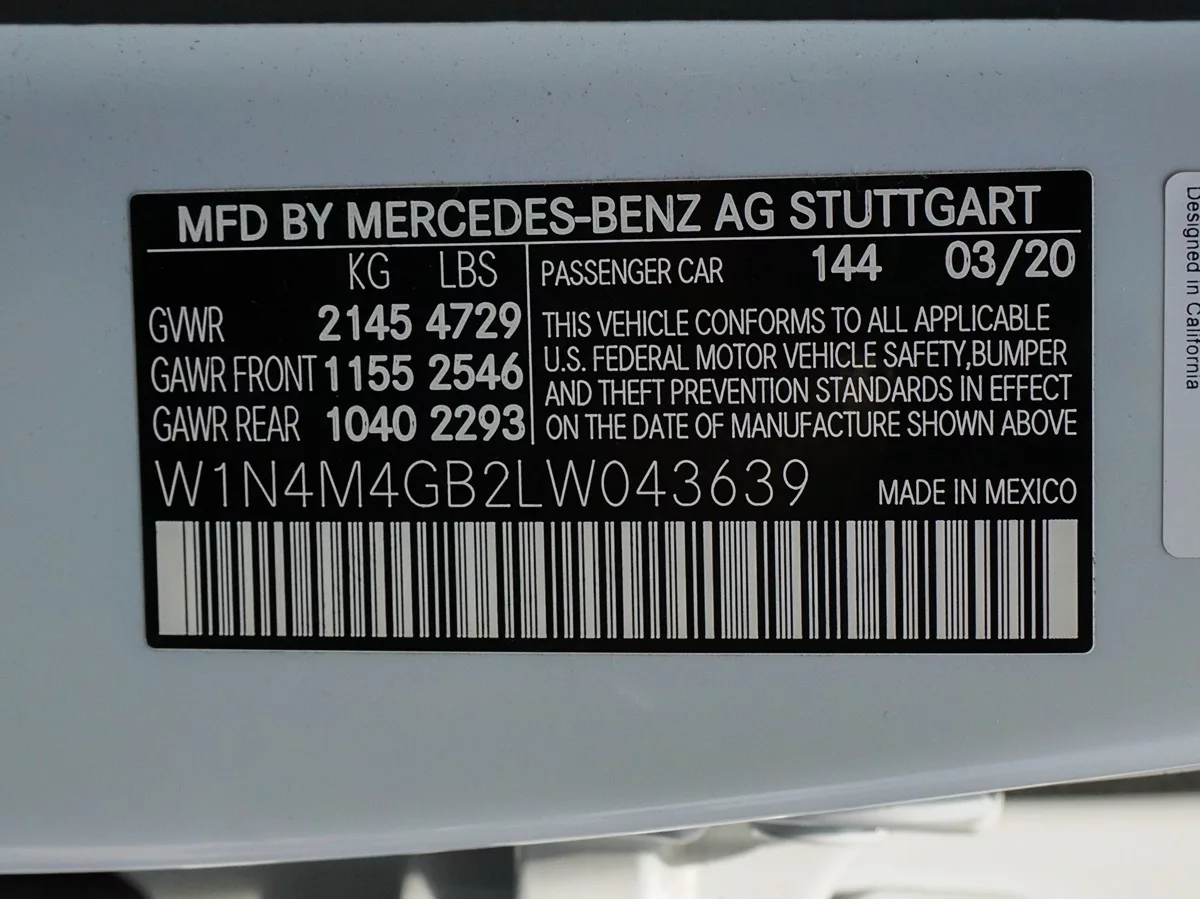 MFD BY MERCEDES-BENZ AG STUTTGART
KG LBS
GVWR 2145 4729
GAWR FRONT 1155 2546
GAWR REAR 1040 2293
PASSENGER CAR 144 03/20
THIS VEHICLE CONFORMS TO ALL APPLICABLE
U.S. FEDERAL MOTOR VEHICLE SAFETY,BUMPER
AND THEFT PREVENTION STANDARDS IN EFFECT
ON THE DATE OF MANUFACTURE SHOWN ABOVE
W1N4M4GB2LW043639 MADE IN MEXICO
Designed in California